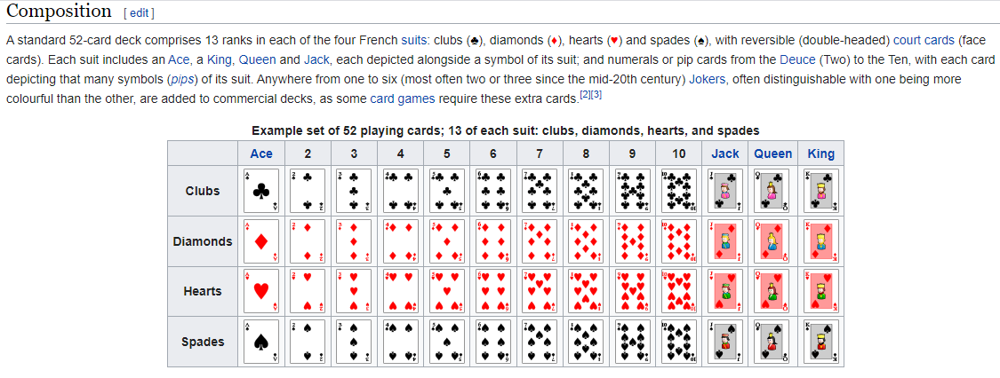 Composition [ edit ]
A standard 52-card deck comprises 13 ranks in each of the four French suits: clubs (♣), diamonds (♦), hearts (♥) and spades (♠), with reversible (double-headed) court cards (face
cards). Each suit includes an Ace, a King, Queen and Jack, each depicted alongside a symbol of its suit; and numerals or pip cards from the Deuce (Two) to the Ten, with each card
depicting that many symbols (pips) of its suit. Anywhere from one to six (most often two or three since the mid-20th century) Jokers, often distinguishable with one being more
colourful than the other, are added to commercial decks, as some card games require these extra cards.[2][3]
Example set of 52 playing cards; 13 of each suit: clubs, diamonds, hearts, and spades
Ace 2 3 4 5 6 7 8 9 10 Jack Queen King
Clubs
Diamonds
Hearts
Spades